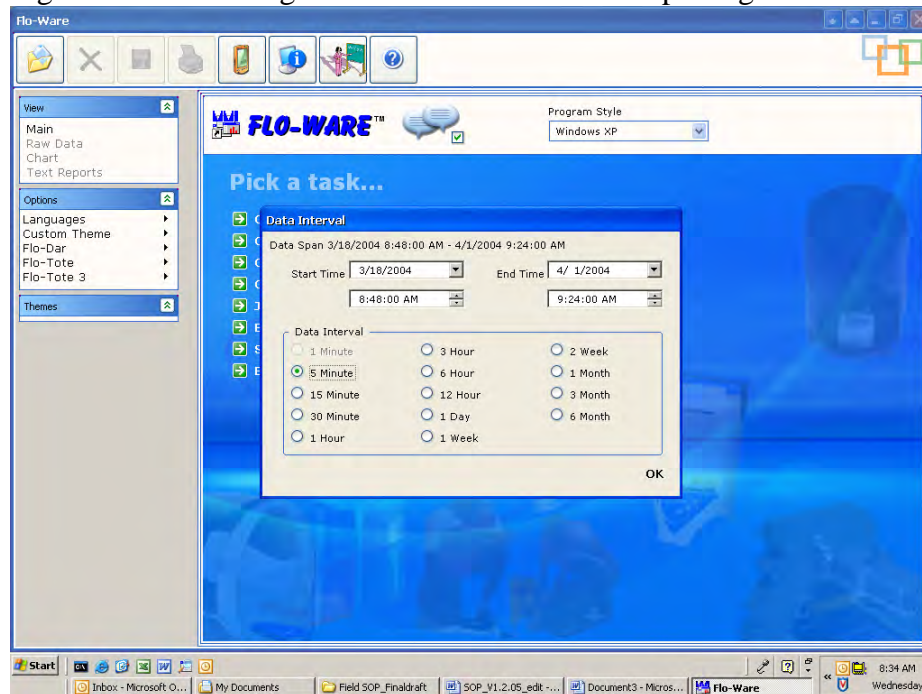 Flo-Ware
View
Main
Raw Data
Chart
Text Reports
Options
Languages
Custom Theme
Flo-Dar
Flo-Tote
Flo-Tote 3
Themes
MMI FLO-WARE™
Program Style
Windows XP
Pick a task...
Data Interval
Data Span 3/18/2004 8:48:00 AM - 4/1/2004 9:24:00 AM
Start Time 3/18/2004 End Time 4/ 1/2004
8:48:00 AM 9:24:00 AM
Data Interval
1 Minute 3 Hour 2 Week
5 Minute 6 Hour 1 Month
15 Minute 12 Hour 3 Month
30 Minute 1 Day 6 Month
1 Hour 1 Week
OK
Start 8:34 AM
Inbox - Microsoft O... My Documents Field SOP_Finaldraft SOP_V1.2.05_edit -... Document3 - Micros... Flo-Ware Wednesday